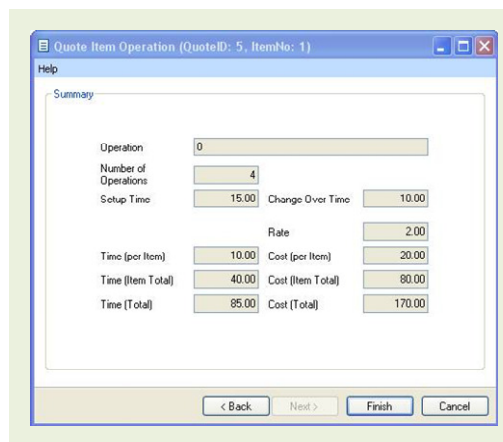 Quote Item Operation (QuoteID: 5, ItemNo: 1)
Help
Summary
Operation 0
Number of
Operations 4
Setup Time 15.00 Change Over Time 10.00
Rate 2.00
Time (per Item) 10.00 Cost (per Item) 20.00
Time (Item Total) 40.00 Cost (Item Total) 80.00
Time (Total) 85.00 Cost (Total) 170.00
< Back Next > Finish Cancel